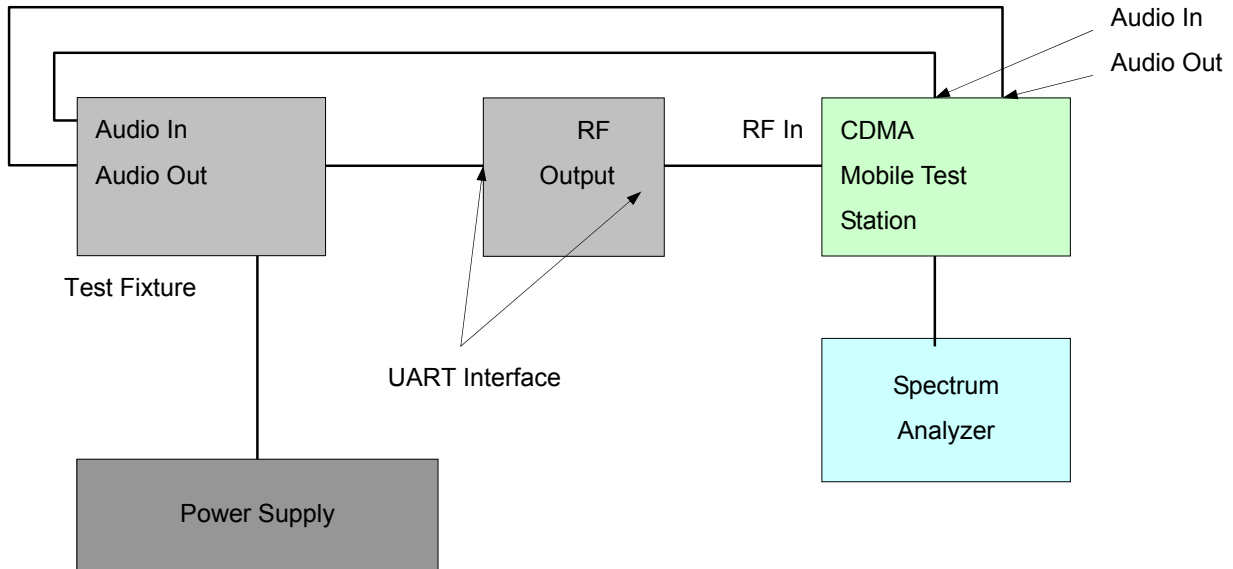 Audio In
Audio Out
Audio In
Audio Out
RF
Output
RF In
CDMA
Mobile Test
Station
Test Fixture
UART Interface
Spectrum
Analyzer
Power Supply